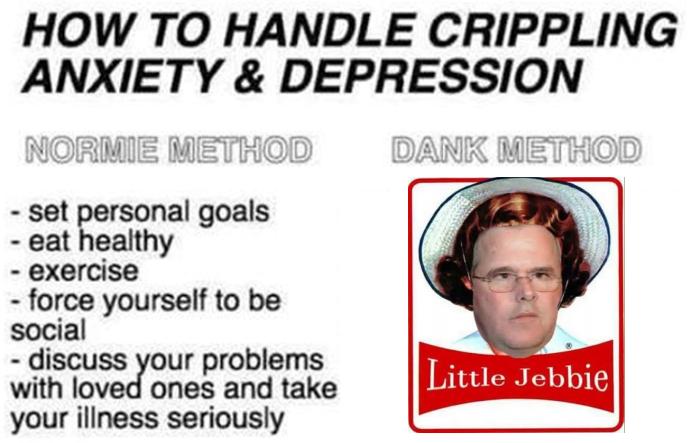 HOW TO HANDLE CRIPPLING
ANXIETY & DEPRESSION
NORMIE METHOD
- set personal goals
- eat healthy
- exercise
- force yourself to be
social
- discuss your problems
with loved ones and take
your illness seriously
DANK METHOD
®
Little Jebbie